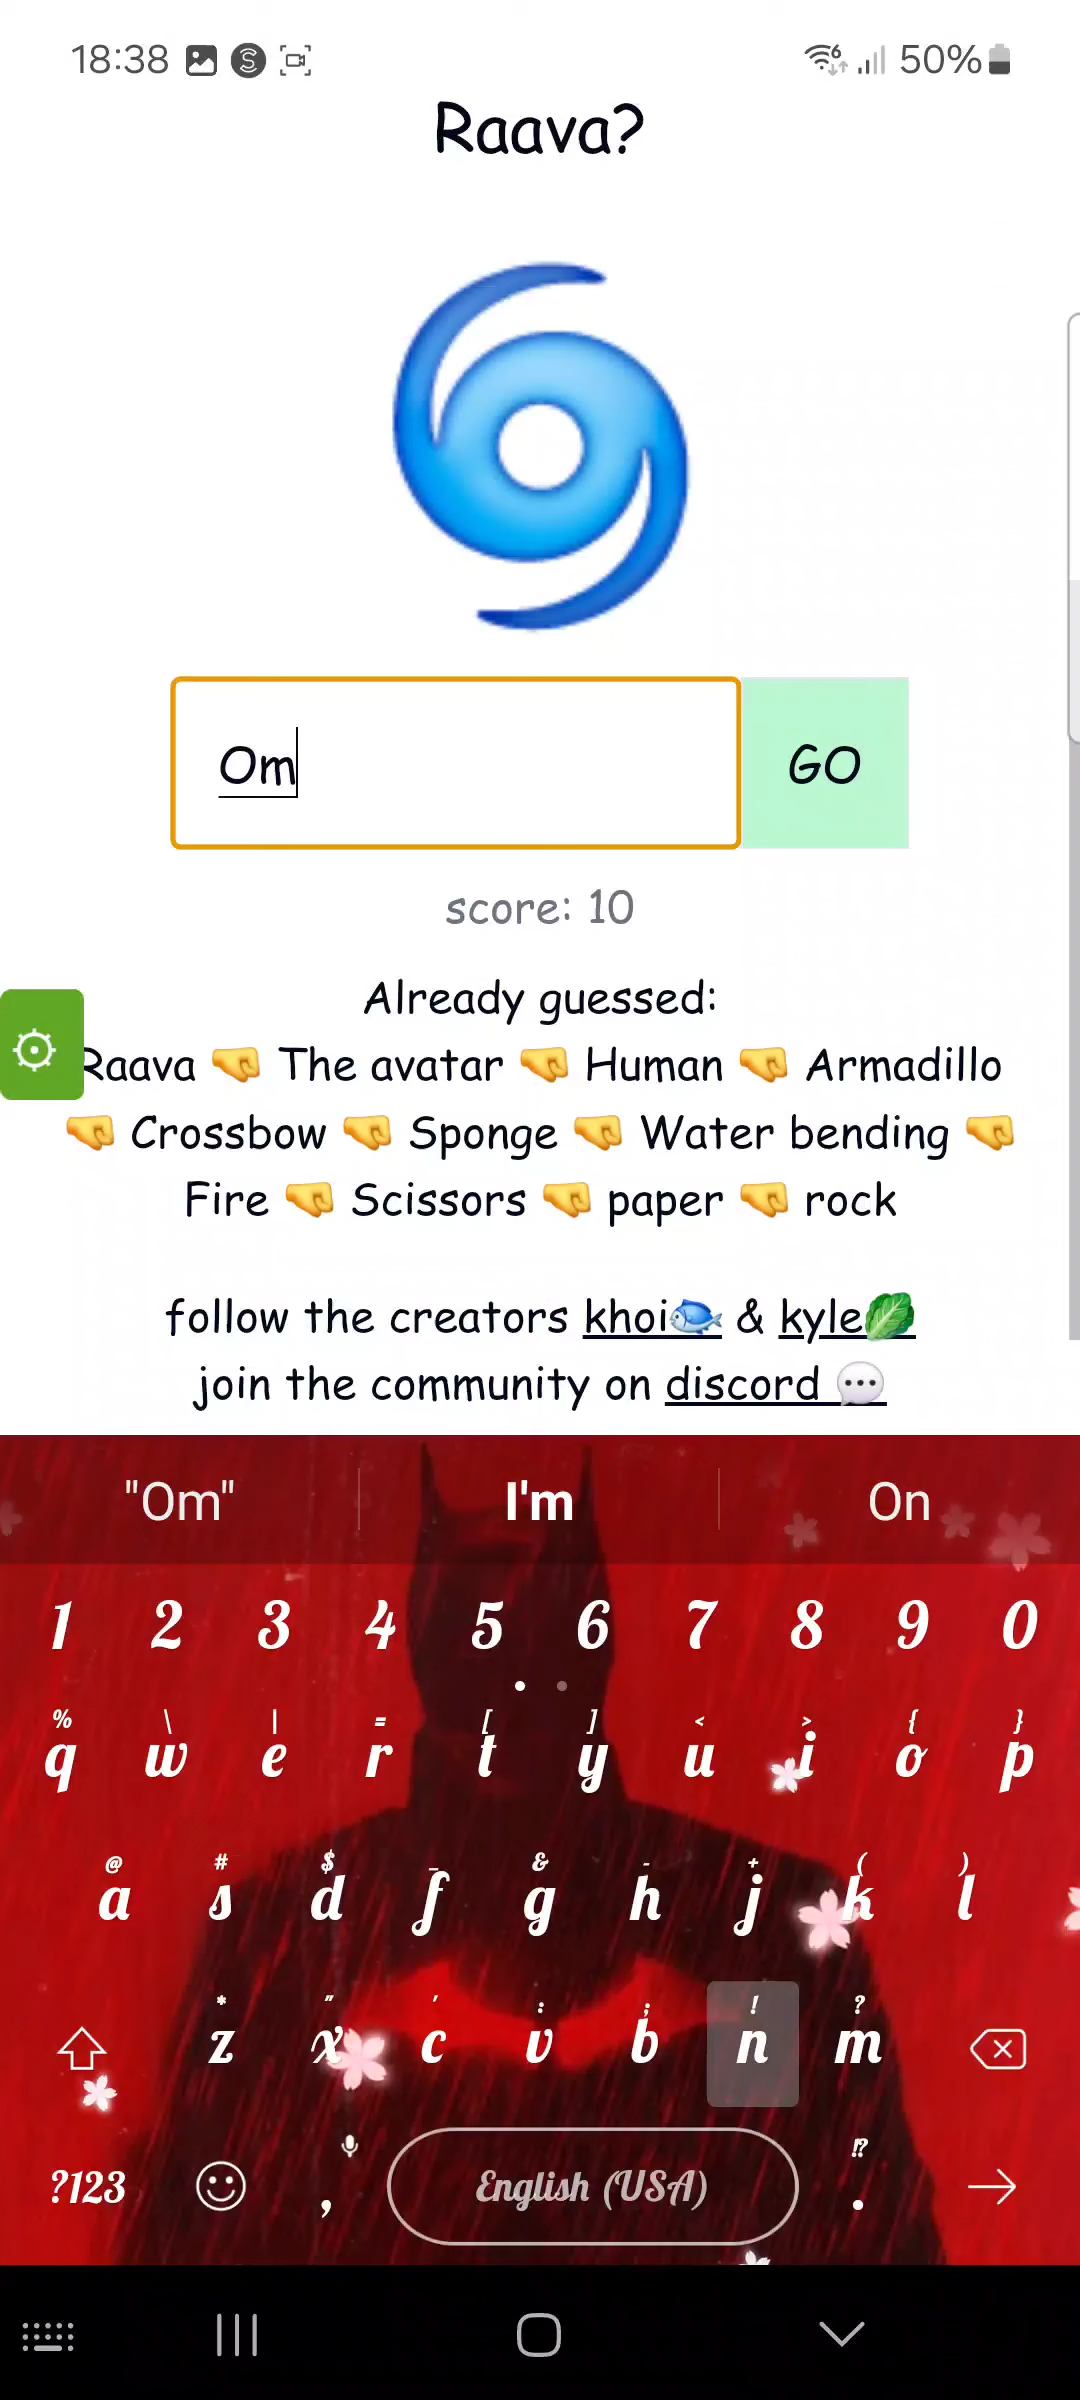 18:38 6 50%
Raava?
Om GO
score: 10
Already guessed:
Raava 🤜 The avatar 🤜 Human 🤜 Armadillo
🤜 Crossbow 🤜 Sponge 🤜 Water bending 🤜
Fire 🤜 Scissors 🤜 paper 🤜 rock
follow the creators khoi🐟 & kyle🥬
join the community on discord 💬
"Om" I'm On
1 2 3 4 5 6 7 8 9 0
% \ | = [ ] < > { }
q w e r t y u i o p
@ # $ _ & - + ( )
a s d f g h j k l
* " ' : ; ! ?
z x c v b n m
!?
?123 , English (USA) .